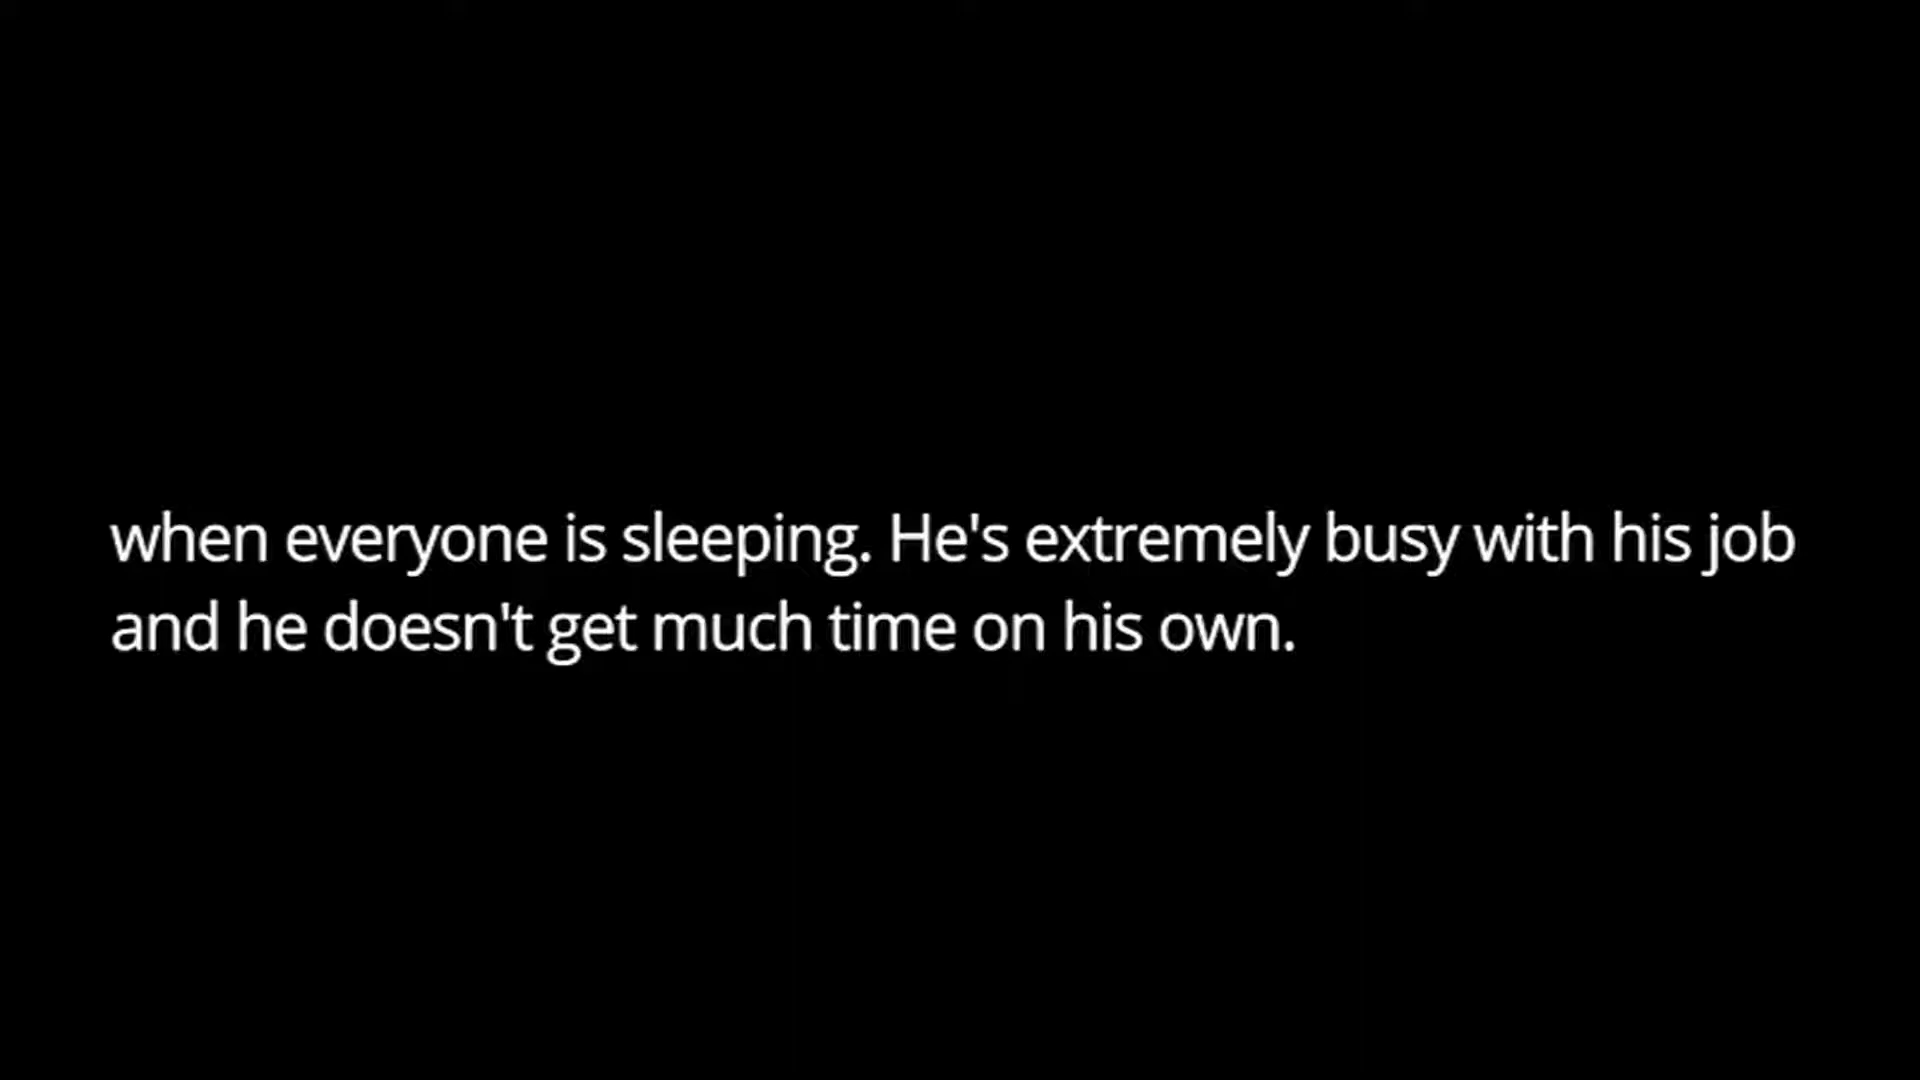 when everyone is sleeping. He's extremely busy with his job
and he doesn't get much time on his own.